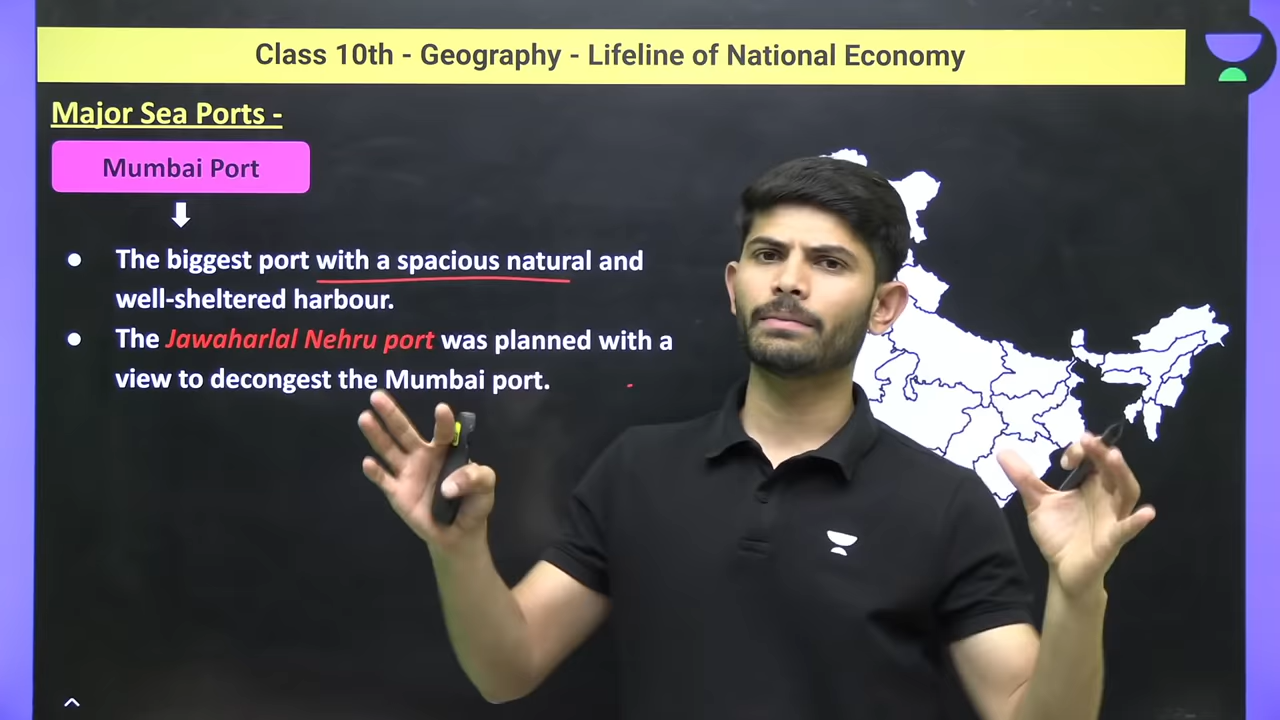 Class 10th - Geography - Lifeline of National Economy
Major Sea Ports -
Mumbai Port
● The biggest port with a spacious natural and
well-sheltered harbour.
● The Jawaharlal Nehru port was planned with a
view to decongest the Mumbai port.